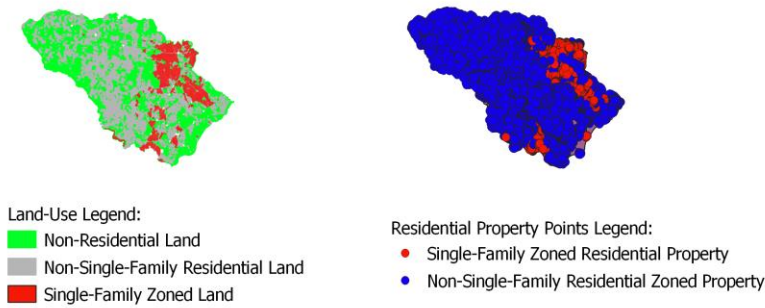 Land-Use Legend:
Non-Residential Land
Non-Single-Family Residential Land
Single-Family Zoned Land
Residential Property Points Legend:
Single-Family Zoned Residential Property
Non-Single-Family Residential Zoned Property